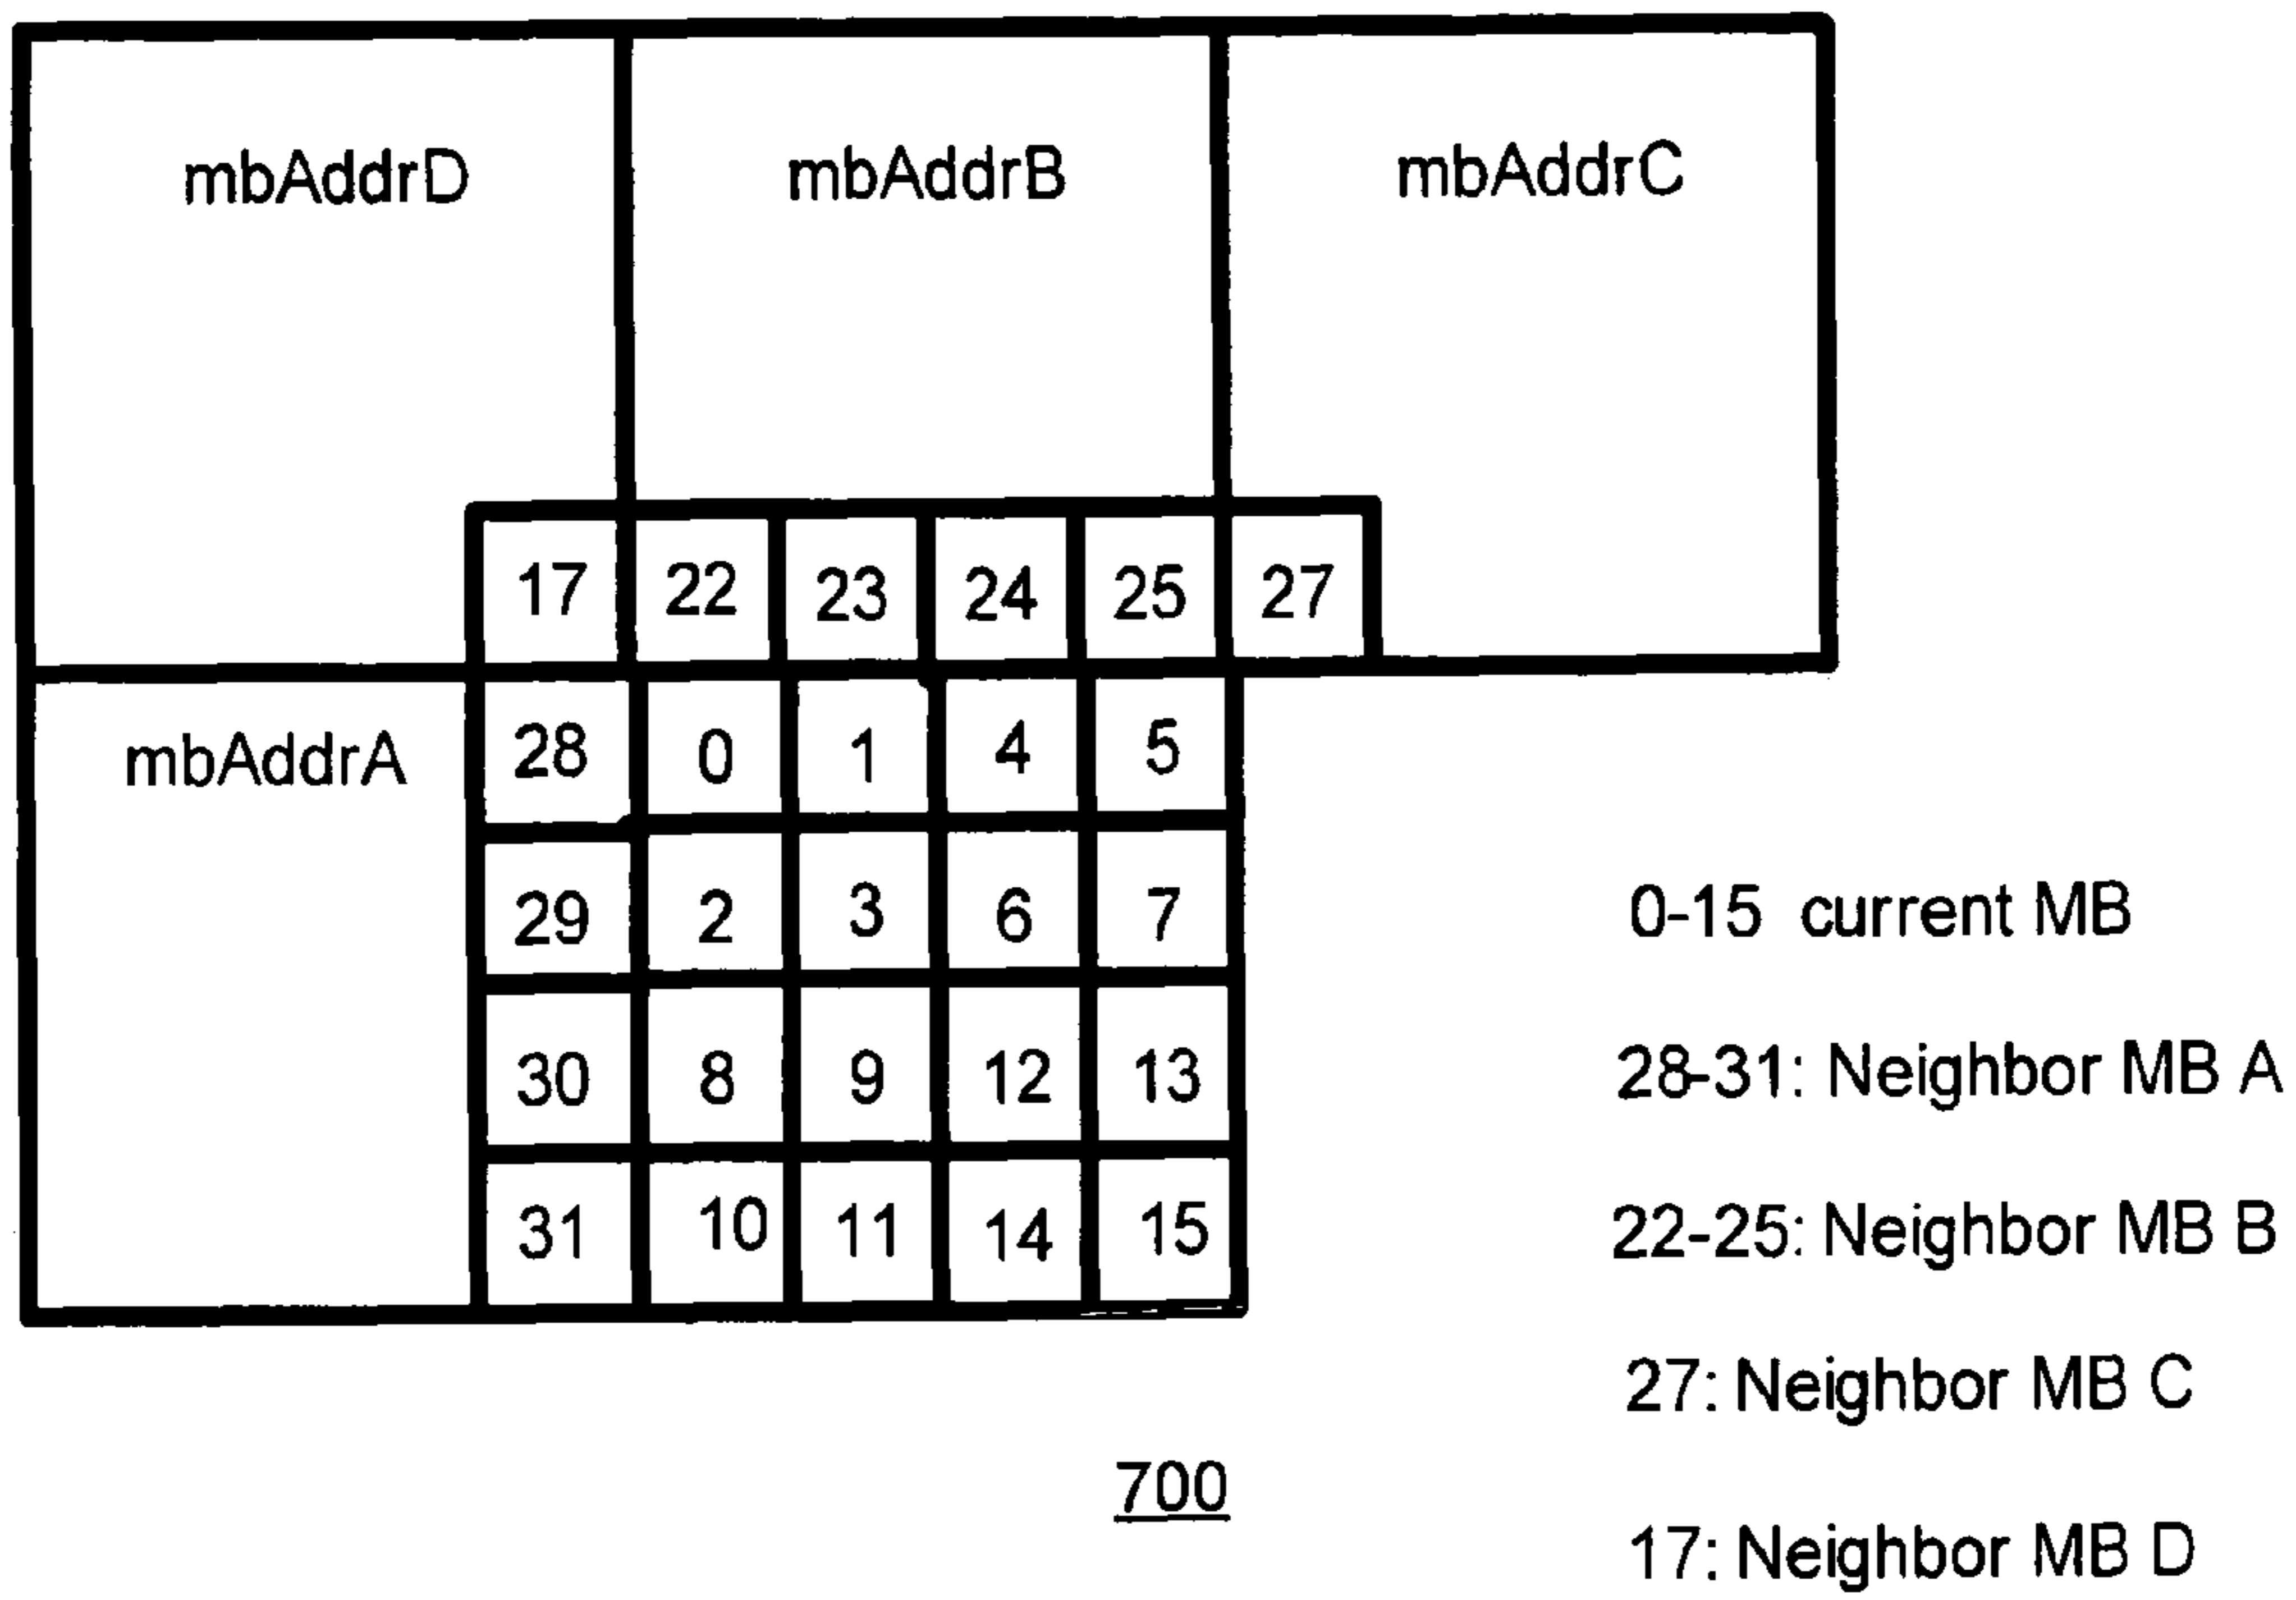 mbAddrD mbAddrB mbAddrC
17 22 23 24 25 27
mbAddrA 28 0 1 4 5
29 2 3 6 7
0-15 current MB
30 8 9 12 13
28-31: Neighbor MB A
31 10 11 14 15
22-25: Neighbor MB B
27: Neighbor MB C
700
17: Neighbor MB D